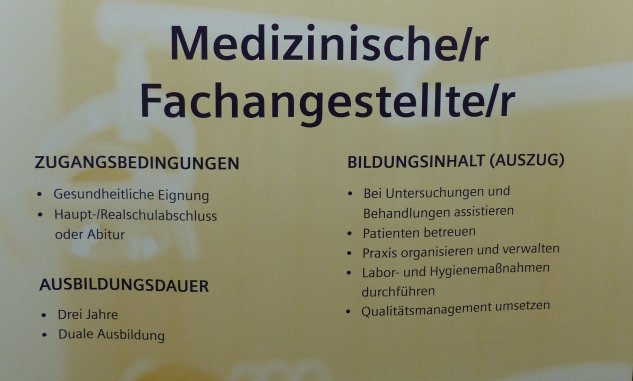 Medizinische/r
Fachangestellte/r
ZUGANGSBEDINGUNGEN
• Gesundheitliche Eignung
• Haupt-/Realschulabschluss
oder Abitur
AUSBILDUNGSDAUER
• Drei Jahre
• Duale Ausbildung
BILDUNGSINHALT (AUSZUG)
• Bei Untersuchungen und
Behandlungen assistieren
• Patienten betreuen
• Praxis organisieren und verwalten
• Labor- und Hygienemaßnahmen
durchführen
• Qualitätsmanagement umsetzen